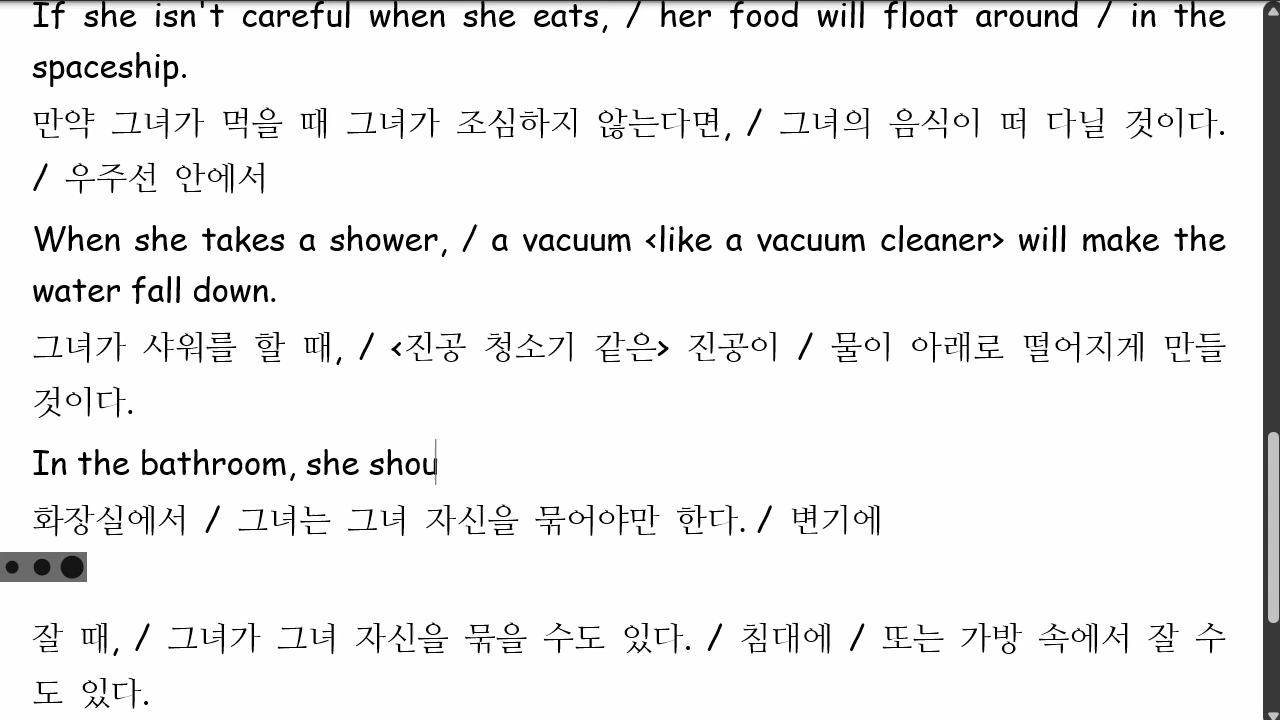 If she isn't careful when she eats, / her food will float around / in the
spaceship.
만약 그녀가 먹을 때 그녀가 조심하지 않는다면, / 그녀의 음식이 떠 다닐 것이다.
/ 우주선 안에서
When she takes a shower, / a vacuum <like a vacuum cleaner> will make the
water fall down.
그녀가 샤워를 할 때, / <진공 청소기 같은> 진공이 / 물이 아래로 떨어지게 만들
것이다.
In the bathroom, she shou
화장실에서 / 그녀는 그녀 자신을 묶어야만 한다. / 변기에
잘 때, / 그녀가 그녀 자신을 묶을 수도 있다. / 침대에 / 또는 가방 속에서 잘 수
도 있다.